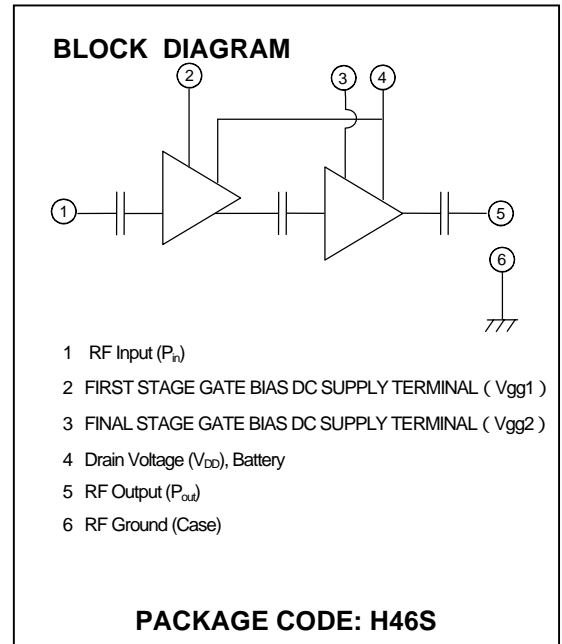 BLOCK DIAGRAM
2
3
4
1
5
6
1 RF Input (Pin)
2 FIRST STAGE GATE BIAS DC SUPPLY TERMINAL ( Vgg1 )
3 FINAL STAGE GATE BIAS DC SUPPLY TERMINAL ( Vgg2 )
4 Drain Voltage (VDD), Battery
5 RF Output (Pout)
6 RF Ground (Case)
PACKAGE CODE: H46S